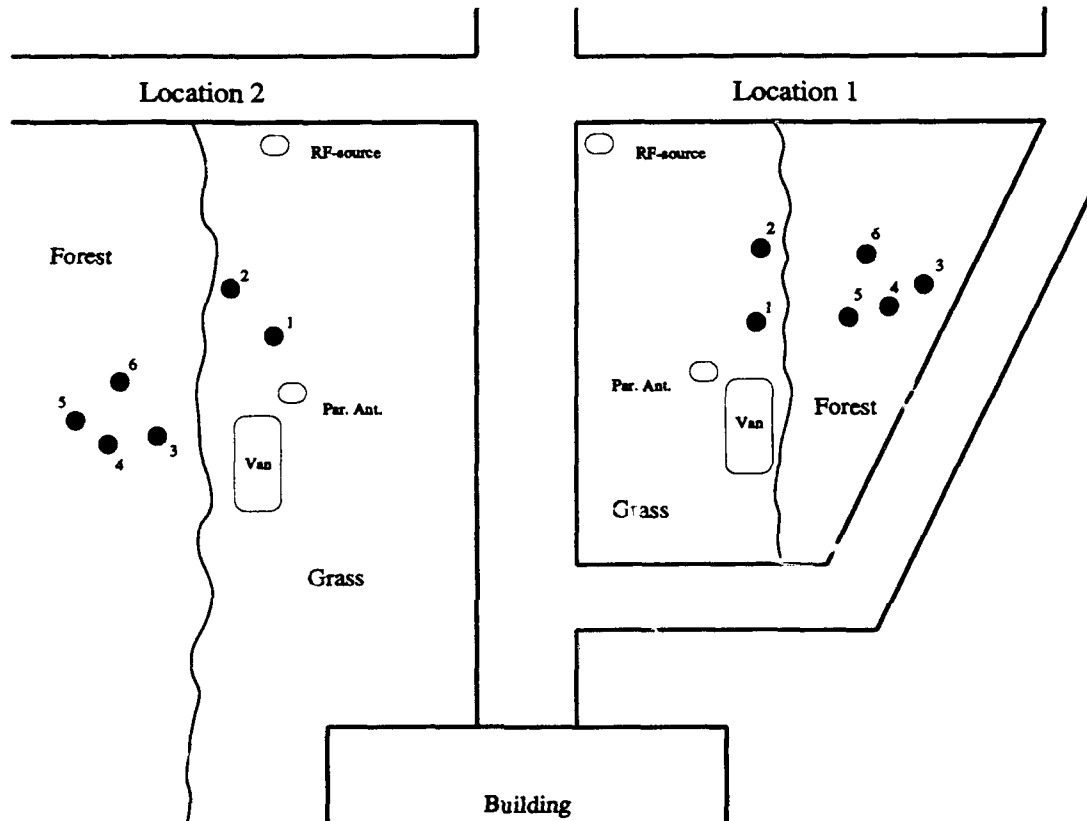 Location 2
Location 1
RF-source
RF-source
Forest
2
1
6
5
4
3
Par. Ant.
Van
Grass
2
6
3
4
5
1
Par. Ant.
Van
Forest
Grass
Building